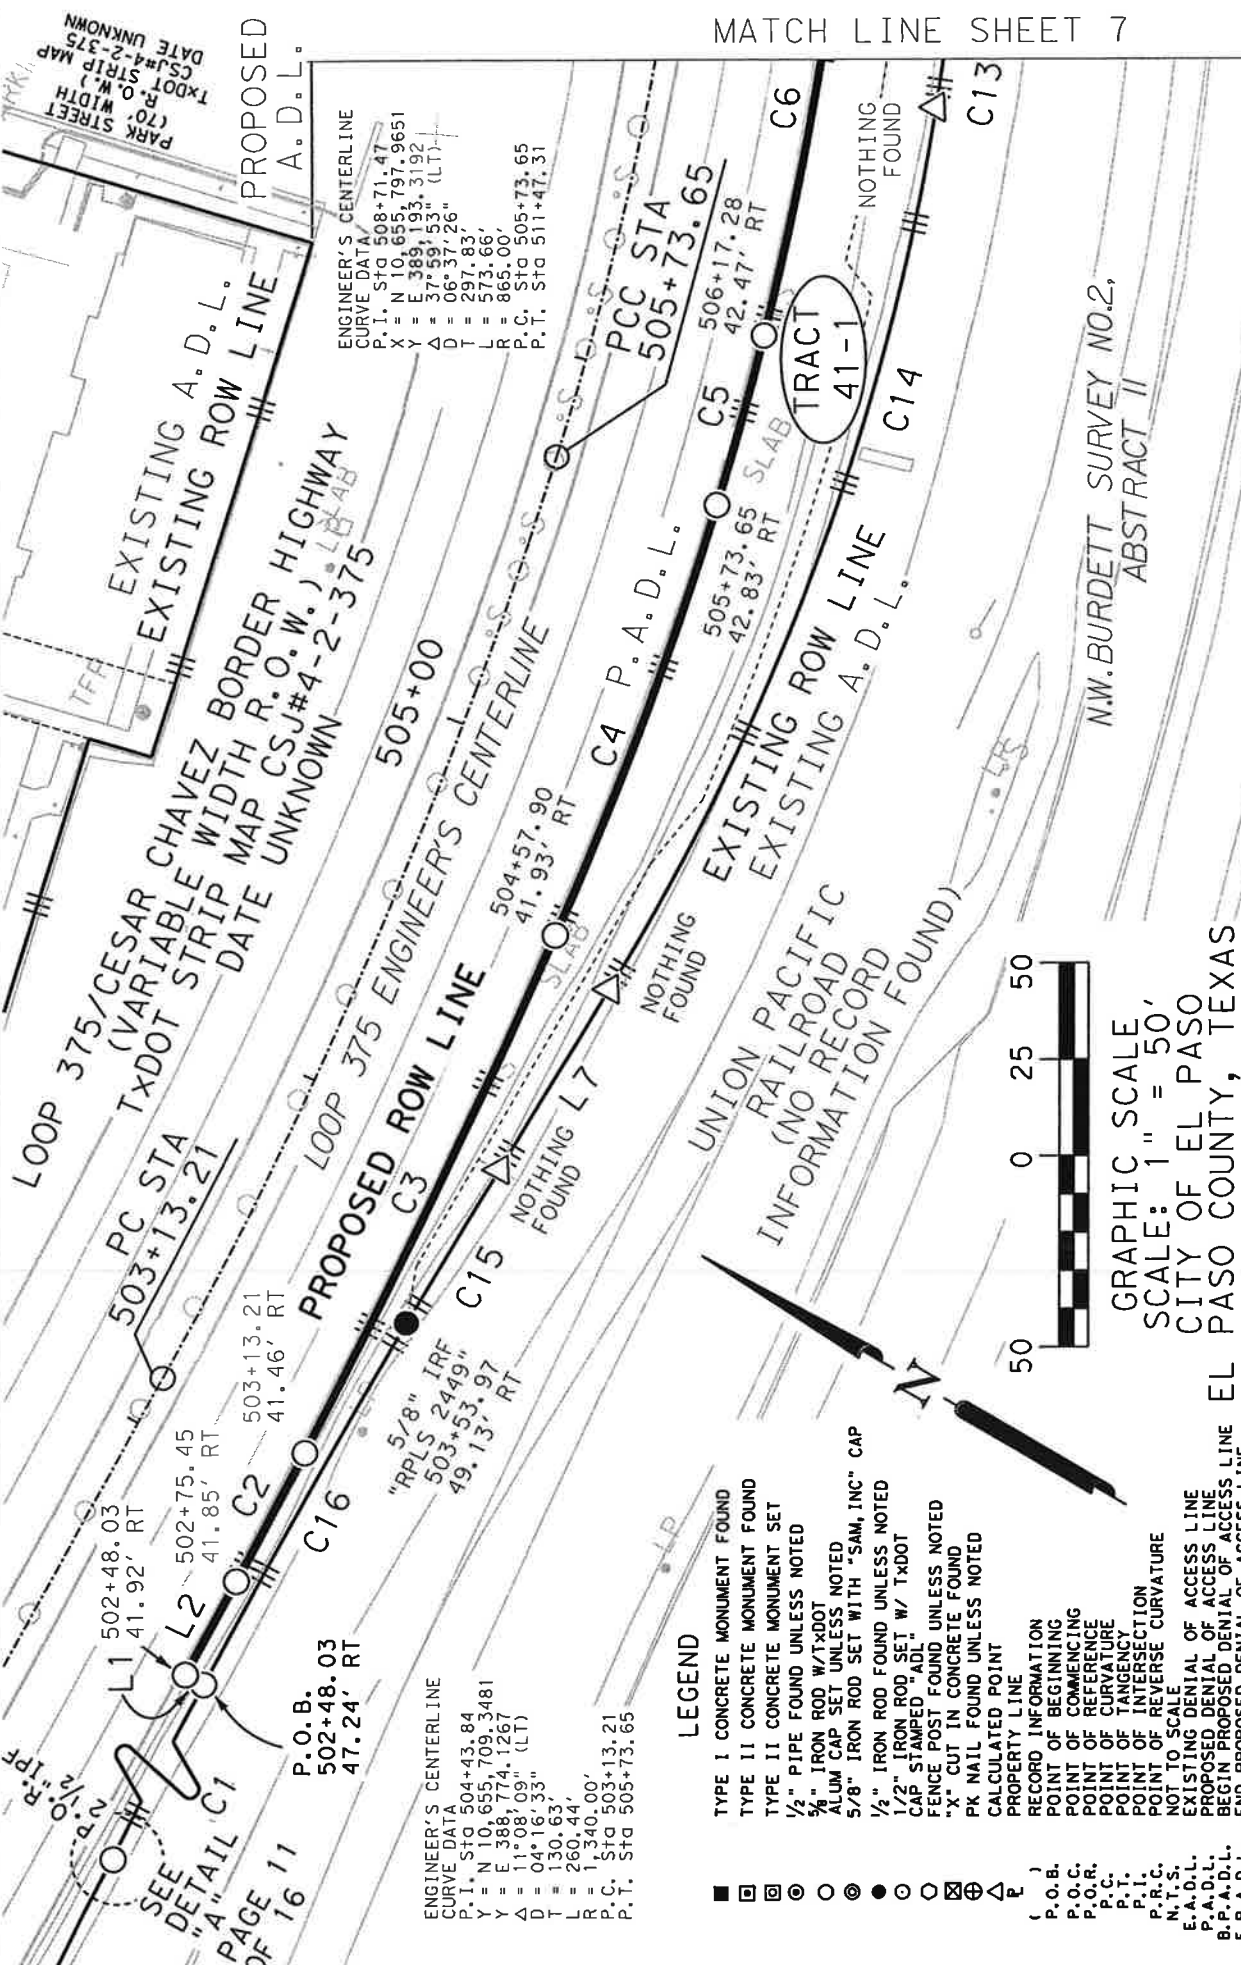 MATCH LINE SHEET 7
PARK STREET
(70' WIDTH
R.O.W.)
TxDOT STRIP MAP
CSJ#4-2-375
DATE UNKNOWN
PROPOSED
A.D.L.
ENGINEER'S CENTERLINE
CURVE DATA
P.I. Sta 508+71.47
X = N 10,655,797.9651
Y = E 389,193.3192
Δ = 37°59'53" (LT)
D = 06°37'26"
T = 297.83'
L = 573.66'
R = 865.00'
P.C. Sta 505+73.65
P.T. Sta 511+47.31
EXISTING A.D.L.
EXISTING ROW LINE
LOOP 375/CESAR CHAVEZ BORDER HIGHWAY
(VARIABLE WIDTH R.O.W.)
TxDOT STRIP MAP CSJ#4-2-375
DATE UNKNOWN
505+00
PCC STA
505+73.65
C6
C13
NOTHING
FOUND
506+17.28
42.47' RT
TRACT
41-1
C5
C14
SLAB
505+73.65
42.83' RT
P.A.D.L.
C4
EXISTING ROW LINE
EXISTING A.D.L.
N.W.BURDETT SURVEY NO.2,
ABSTRACT II
LOOP 375 ENGINEER'S CENTERLINE
504+57.90
41.93' RT
SLAB
NOTHING
FOUND
PC STA
503+13.21
PROPOSED ROW LINE
C3
L7
NOTHING
FOUND
C15
UNION PACIFIC
RAILROAD
(NO RECORD
INFORMATION FOUND)
503+13.21
41.46' RT
5/8" IRF
"RPLS 2449"
503+53.97
49.13' RT
502+75.45
41.85' RT
C2
C16
LP
502+48.03
41.92' RT
L1
L2
P.O.B.
502+48.03
47.24' RT
P.O.R.
2½" IPF
C1
SEE
DETAIL
"A"
PAGE 11
OF 16
ENGINEER'S CENTERLINE
CURVE DATA
P.I. Sta 504+43.84
Y = N 10,655,709.3481
Y = E 388,774.1267
Δ = 11°08'09" (LT)
D = 04°16'33"
T = 130.63'
L = 260.44'
R = 1,340.00'
P.C. Sta 503+13.21
P.T. Sta 505+73.65
LEGEND
TYPE I CONCRETE MONUMENT FOUND
TYPE II CONCRETE MONUMENT FOUND
TYPE II CONCRETE MONUMENT SET
½" PIPE FOUND UNLESS NOTED
⅝" IRON ROD W/TxDOT
ALUM CAP SET UNLESS NOTED
5/8" IRON ROD SET WITH "SAM,INC" CAP
½" IRON ROD FOUND UNLESS NOTED
1/2" IRON ROD SET W/ TxDOT
CAP STAMPED "ADL"
FENCE POST FOUND UNLESS NOTED
"X" CUT IN CONCRETE FOUND
PK NAIL FOUND UNLESS NOTED
CALCULATED POINT
PROPERTY LINE
( ) RECORD INFORMATION
P.O.B. POINT OF BEGINNING
P.O.C. POINT OF COMMENCING
P.O.R. POINT OF REFERENCE
P.C. POINT OF CURVATURE
P.T. POINT OF TANGENCY
P.I. POINT OF INTERSECTION
P.R.C. POINT OF REVERSE CURVATURE
N.T.S. NOT TO SCALE
E.A.D.L. EXISTING DENIAL OF ACCESS LINE
P.A.D.L. PROPOSED DENIAL OF ACCESS LINE
B.P.A.D.L. BEGIN PROPOSED DENIAL OF ACCESS LINE
N
50 0 25 50
GRAPHIC SCALE
SCALE: 1" = 50'
CITY OF EL PASO
EL PASO COUNTY, TEXAS